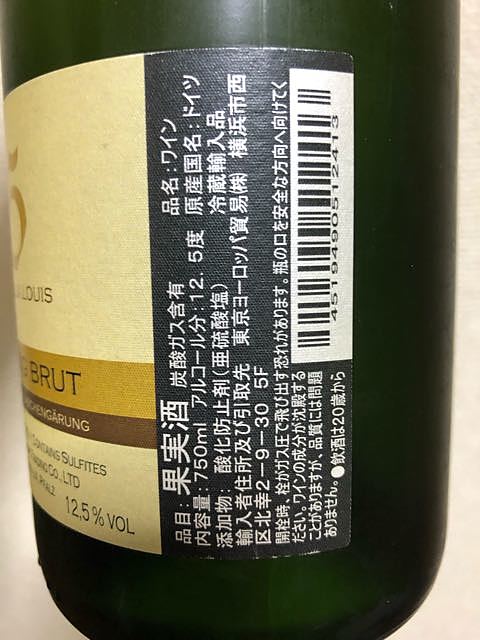 LOUIS
BRUT
CONTAINS SULFITES
CO., LTD
PFALZ
12,5% VOL
品目: 果実酒 炭酸ガス含有 品名:ワイン
内容量:750ml アルコール分:12.5度 原産国名:ドイツ
添加物: 酸化防止剤(亜硫酸塩) 冷蔵輸入品
輸入者住所及び引取先 東京ヨーロッパ貿易㈱ 横浜市西
区北幸2-9-30 5F
開栓時、栓がガス圧で飛び出す恐れがあります。瓶の口を安全な方向へ向けてく
ださい。ワインの成分が沈殿する
ことがありますが、品質には問題
ありません。●飲酒は20歳から
4519490512413